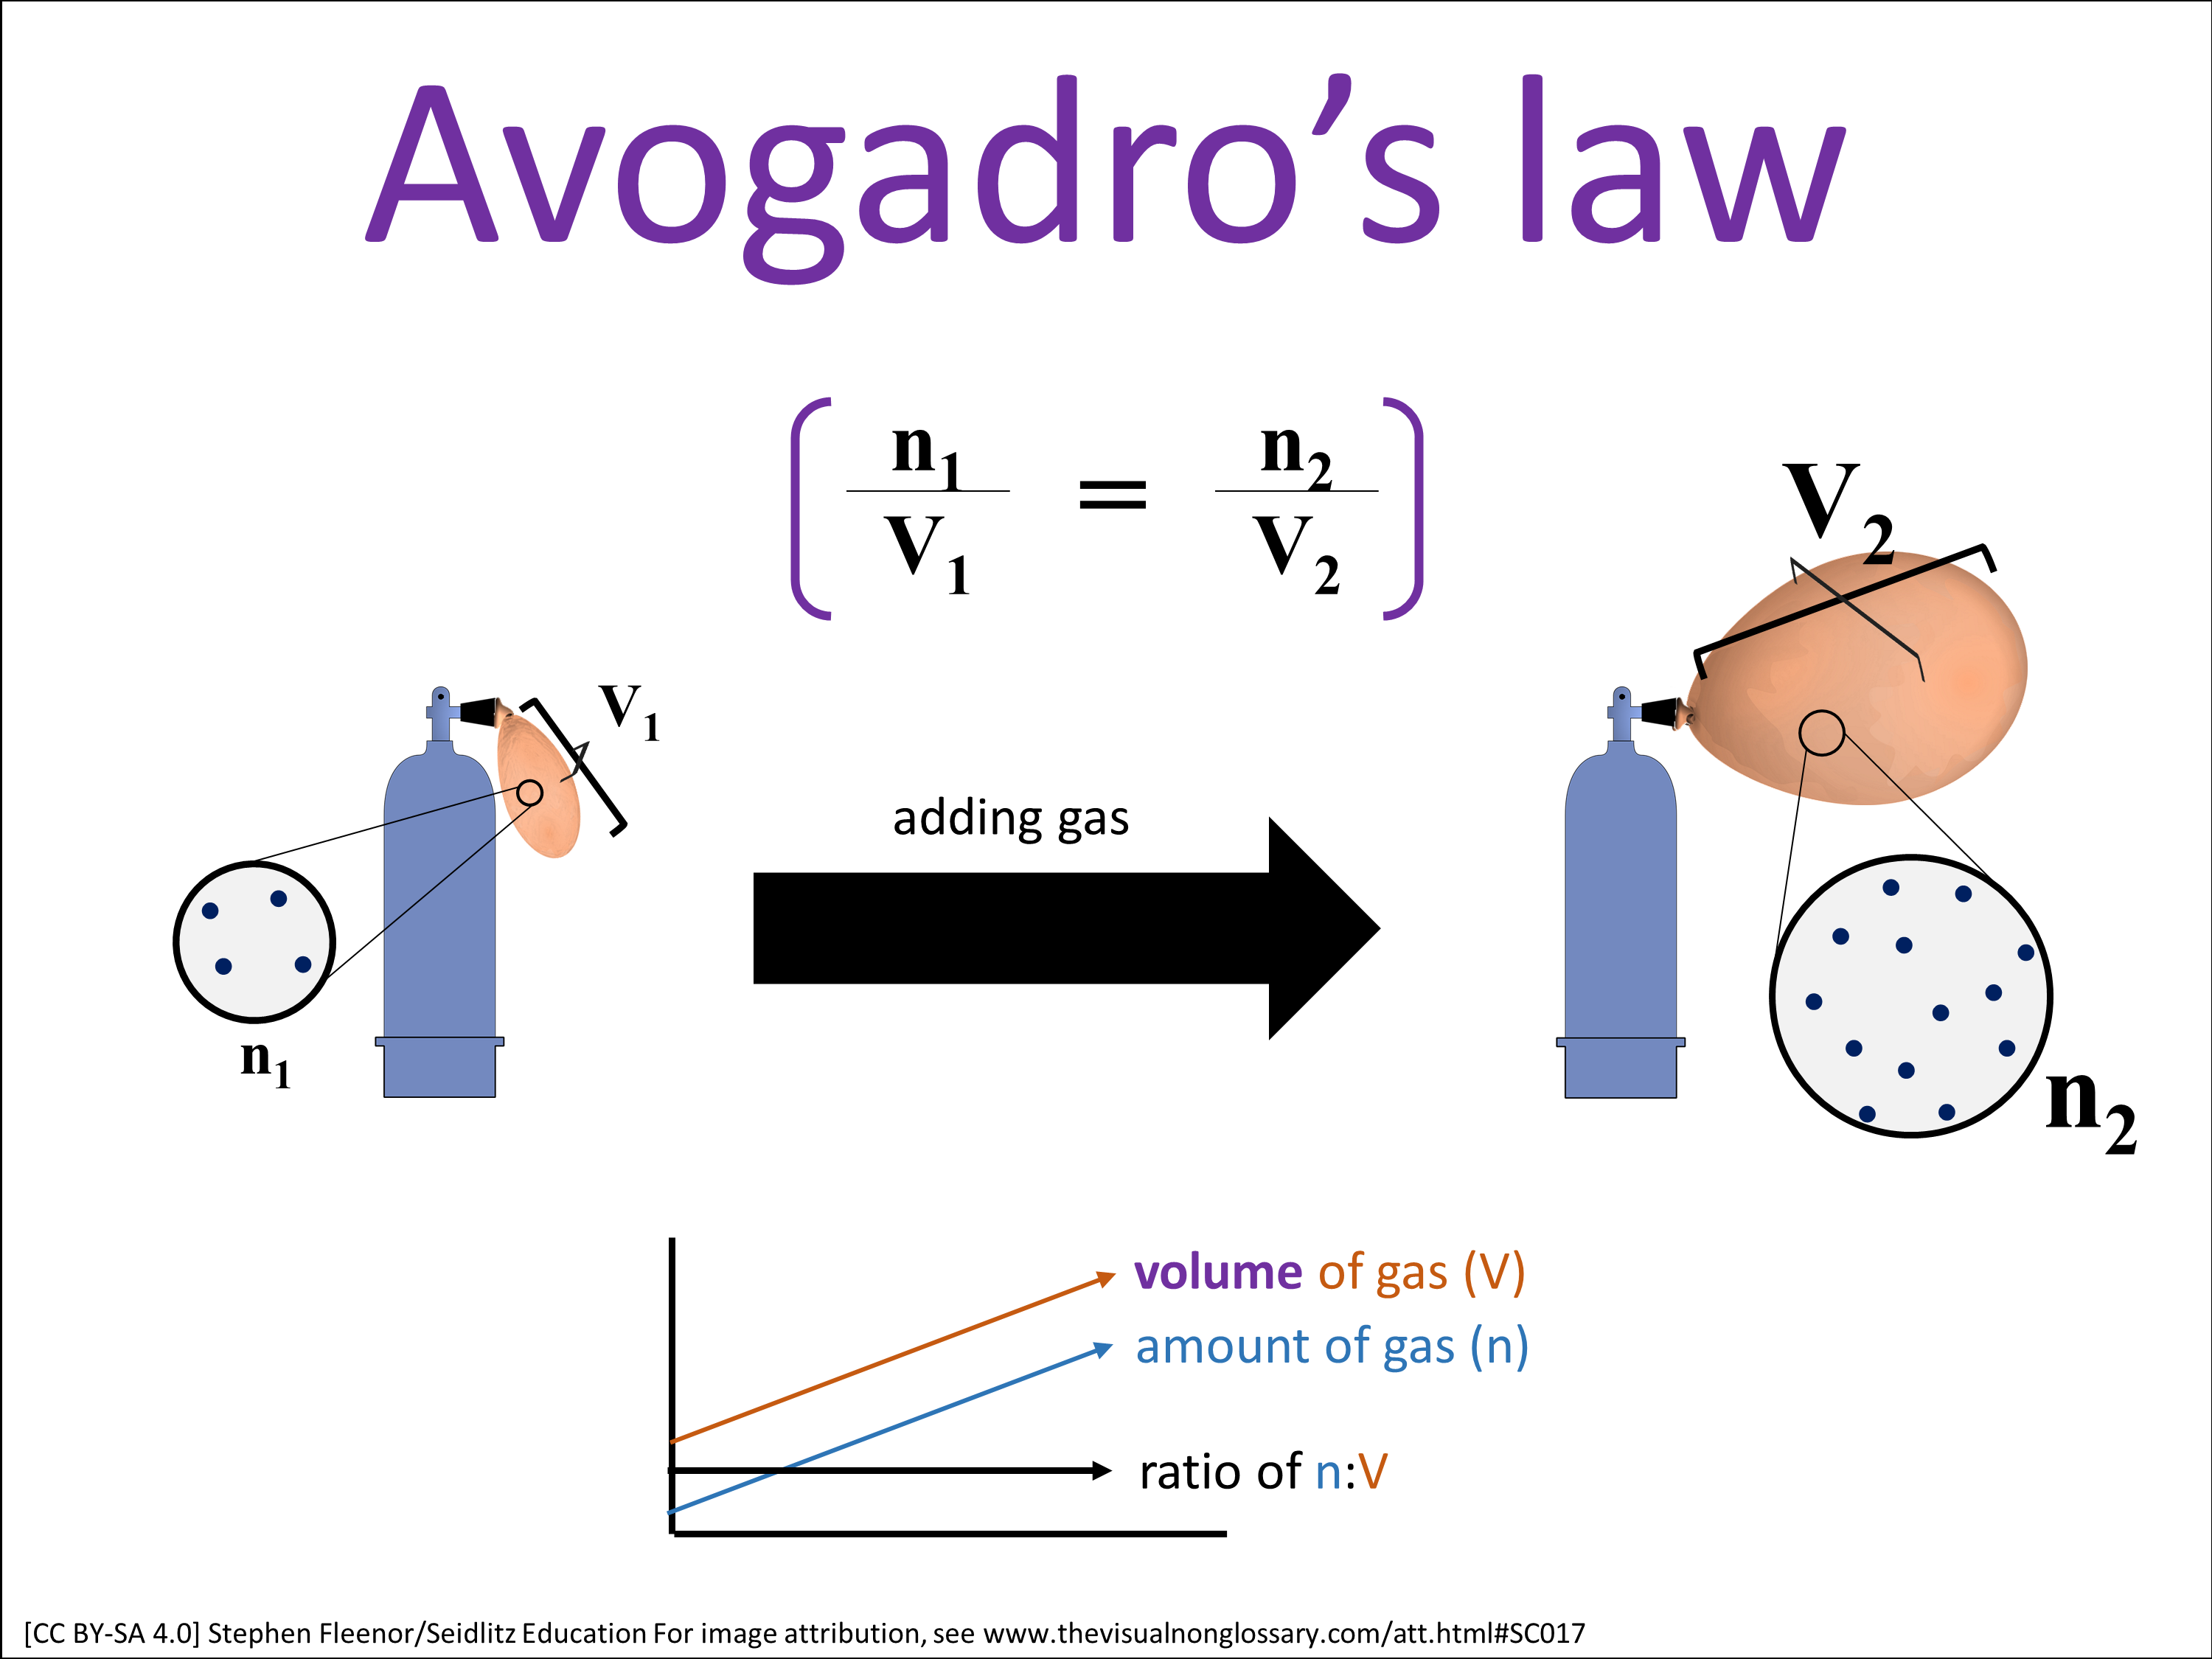 Avogadro’s law
n1 = n2
V1 V2
V2
V1
adding gas
n1
n2
volume of gas (V)
amount of gas (n)
ratio of n:V
[CC BY-SA 4.0] Stephen Fleenor/Seidlitz Education For image attribution, see www.thevisualnonglossary.com/att.html#SC017